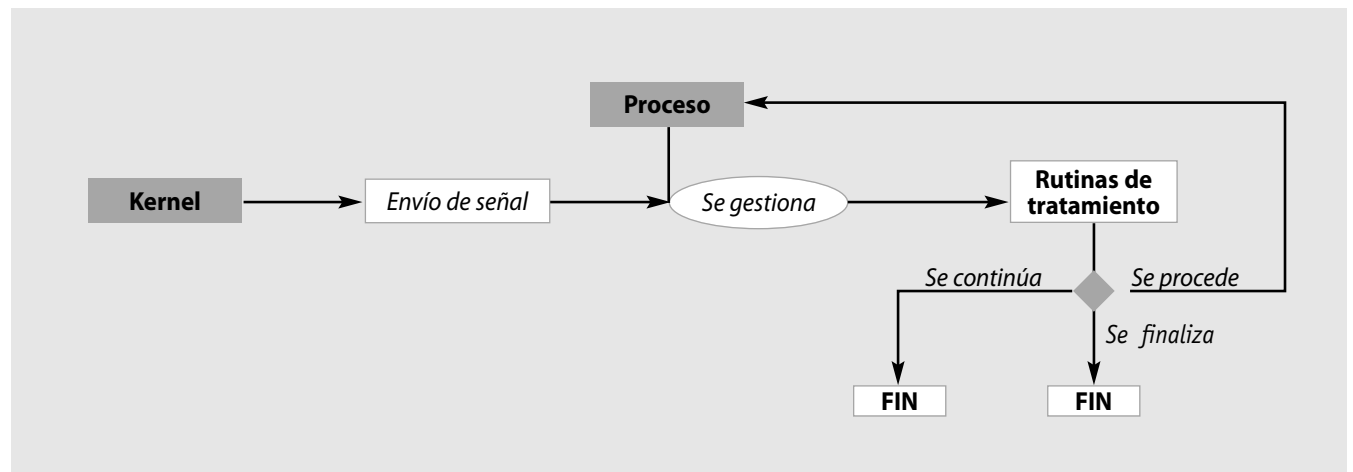 Proceso
Kernel
Envío de señal
Se gestiona
Rutinas de
tratamiento
Se continúa
Se procede
Se finaliza
FIN
FIN